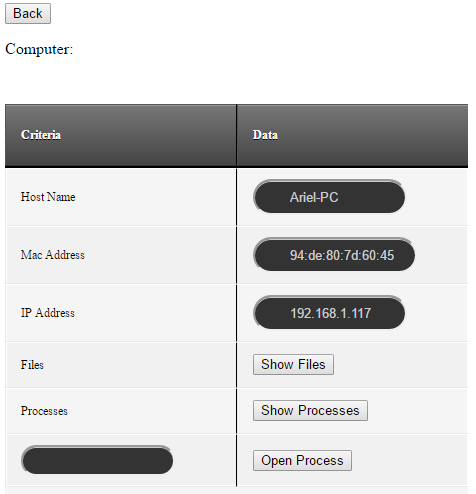 Back
Computer:
Criteria Data
Host Name Ariel-PC
Mac Address 94:de:80:7d:60:45
IP Address 192.168.1.117
Files Show Files
Processes Show Processes
Open Process